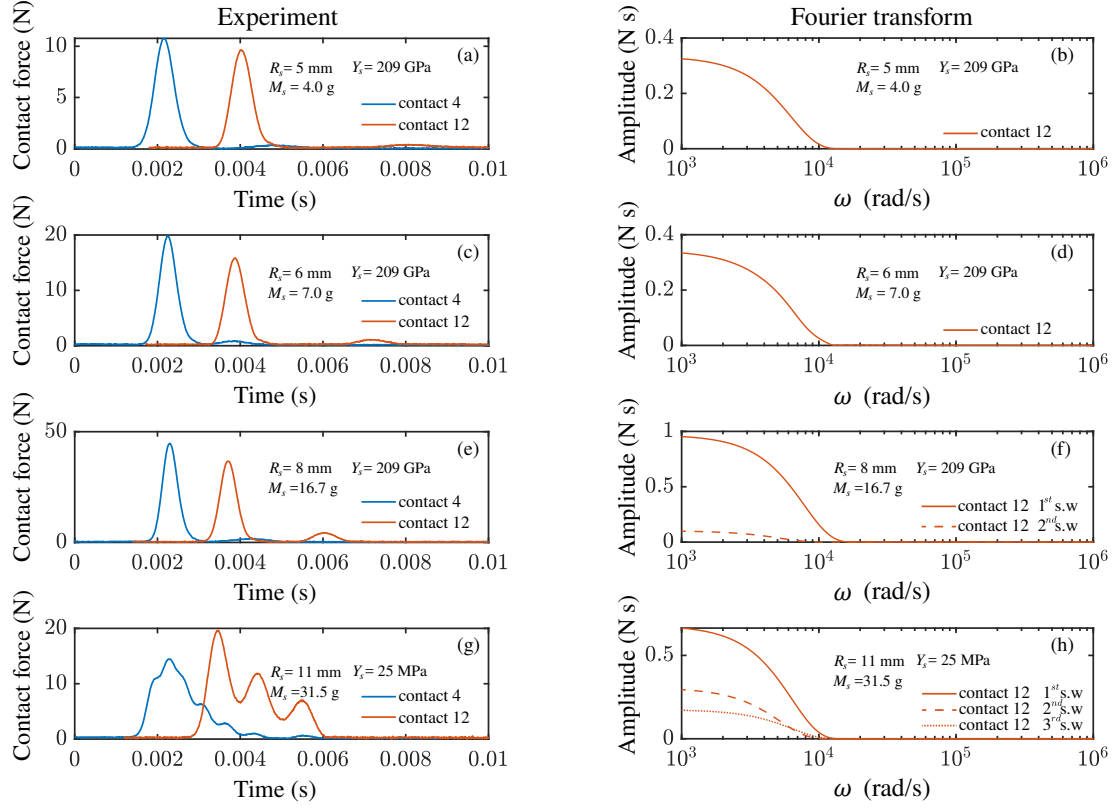 Experiment
Fourier transform
Contact force (N)
10
5
0
(a)
R_s= 5 mm Y_s= 209 GPa
M_s = 4.0 g
contact 4
contact 12
0 0.002 0.004 0.006 0.008 0.01
Time (s)
Amplitude (N s)
0.4
0.2
0
(b)
R_s= 5 mm Y_s= 209 GPa
M_s = 4.0 g
contact 12
10^3 10^4 10^5 10^6
ω (rad/s)
Contact force (N)
20
10
0
(c)
R_s= 6 mm Y_s= 209 GPa
M_s = 7.0 g
contact 4
contact 12
0 0.002 0.004 0.006 0.008 0.01
Time (s)
Amplitude (N s)
0.4
0.2
0
(d)
R_s= 6 mm Y_s= 209 GPa
M_s = 7.0 g
contact 12
10^3 10^4 10^5 10^6
ω (rad/s)
Contact force (N)
50
0
(e)
R_s= 8 mm Y_s= 209 GPa
M_s =16.7 g
contact 4
contact 12
0 0.002 0.004 0.006 0.008 0.01
Time (s)
Amplitude (N s)
1
0.5
0
(f)
R_s= 8 mm Y_s= 209 GPa
M_s =16.7 g
contact 12 1^st s.w
contact 12 2^nd s.w
10^3 10^4 10^5 10^6
ω (rad/s)
Contact force (N)
20
10
0
(g)
R_s= 11 mm Y_s= 25 MPa
M_s =31.5 g
contact 4
contact 12
0 0.002 0.004 0.006 0.008 0.01
Time (s)
Amplitude (N s)
0.5
0
(h)
R_s= 11 mm Y_s= 25 MPa
M_s =31.5 g
contact 12 1^st s.w
contact 12 2^nd s.w
contact 12 3^rd s.w
10^3 10^4 10^5 10^6
ω (rad/s)